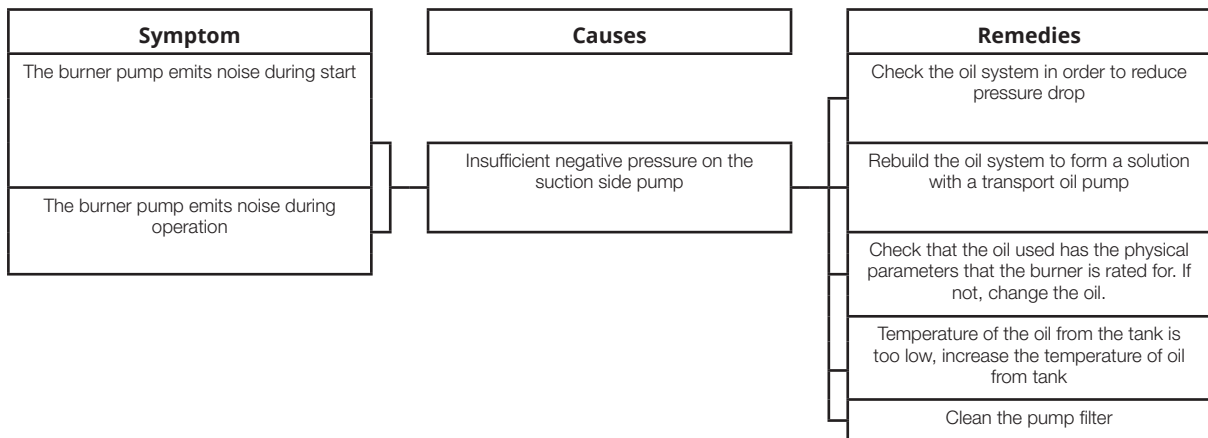 Symptom
Causes
Remedies
The burner pump emits noise during start
The burner pump emits noise during
operation
Insufficient negative pressure on the
suction side pump
Check the oil system in order to reduce
pressure drop
Rebuild the oil system to form a solution
with a transport oil pump
Check that the oil used has the physical
parameters that the burner is rated for. If
not, change the oil.
Temperature of the oil from the tank is
too low, increase the temperature of oil
from tank
Clean the pump filter